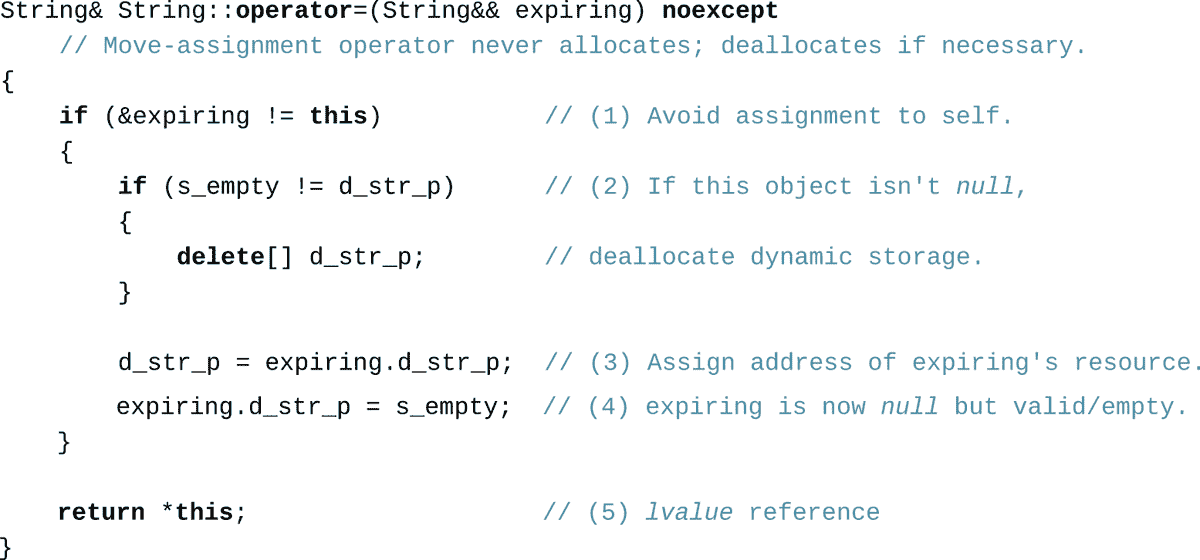 String& String::operator=(String&& expiring) noexcept
    // Move-assignment operator never allocates; deallocates if necessary.
{
    if (&expiring != this)           // (1) Avoid assignment to self.
    {
        if (s_empty != d_str_p)      // (2) If this object isn't null,
        {
            delete[] d_str_p;        // deallocate dynamic storage.
        }
        d_str_p = expiring.d_str_p;  // (3) Assign address of expiring's resource.
        expiring.d_str_p = s_empty;  // (4) expiring is now null but valid/empty.
    }
    return *this;                    // (5) lvalue reference
}